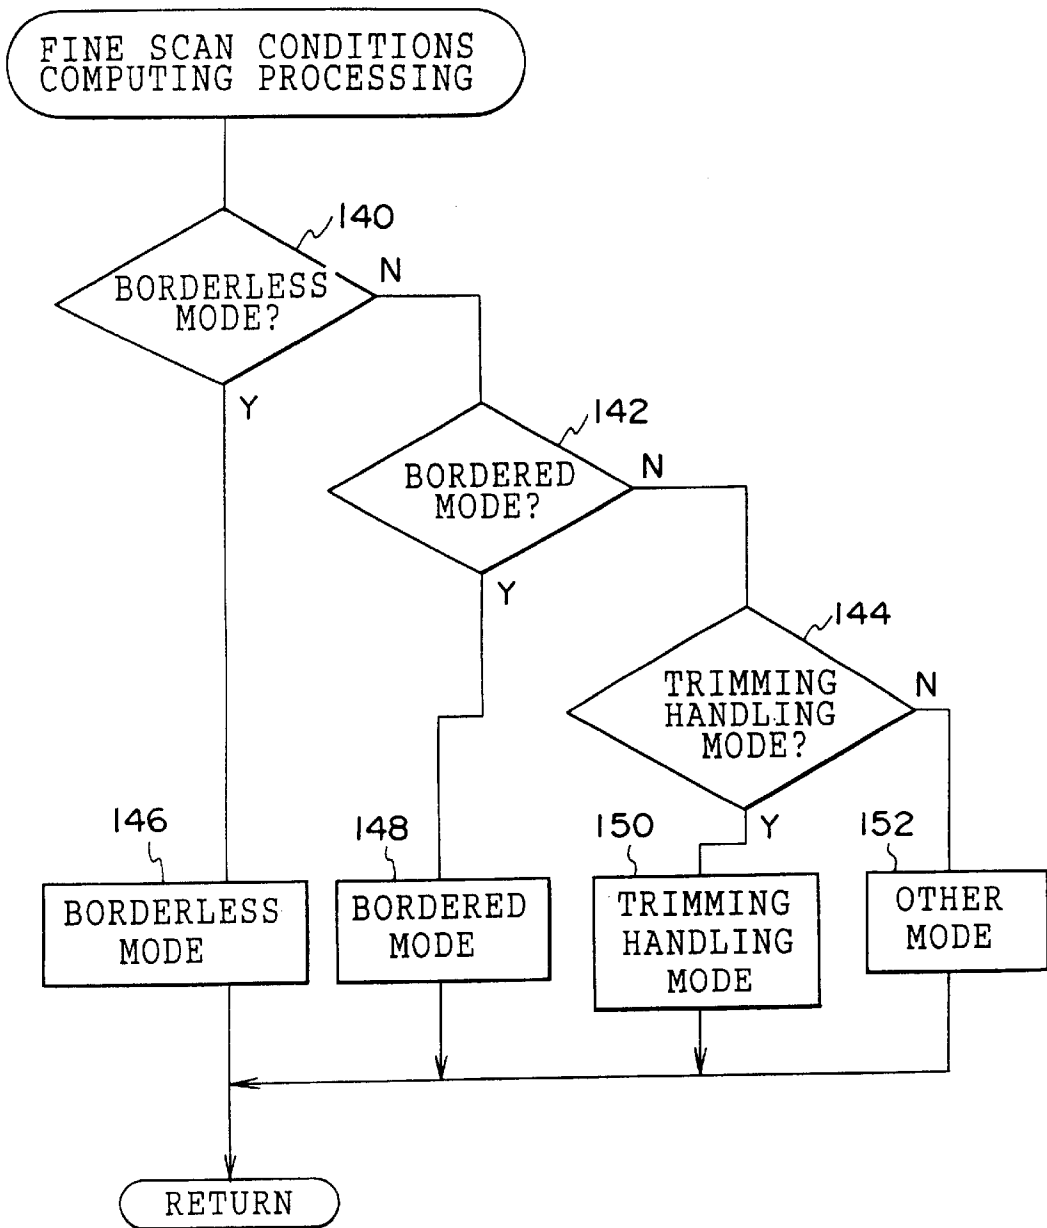 FINE SCAN CONDITIONS
COMPUTING PROCESSING
140
BORDERLESS
MODE?
N
Y
142
BORDERED
MODE?
N
Y
144
TRIMMING
HANDLING
MODE?
N
Y
146
BORDERLESS
MODE
148
BORDERED
MODE
150
TRIMMING
HANDLING
MODE
152
OTHER
MODE
RETURN